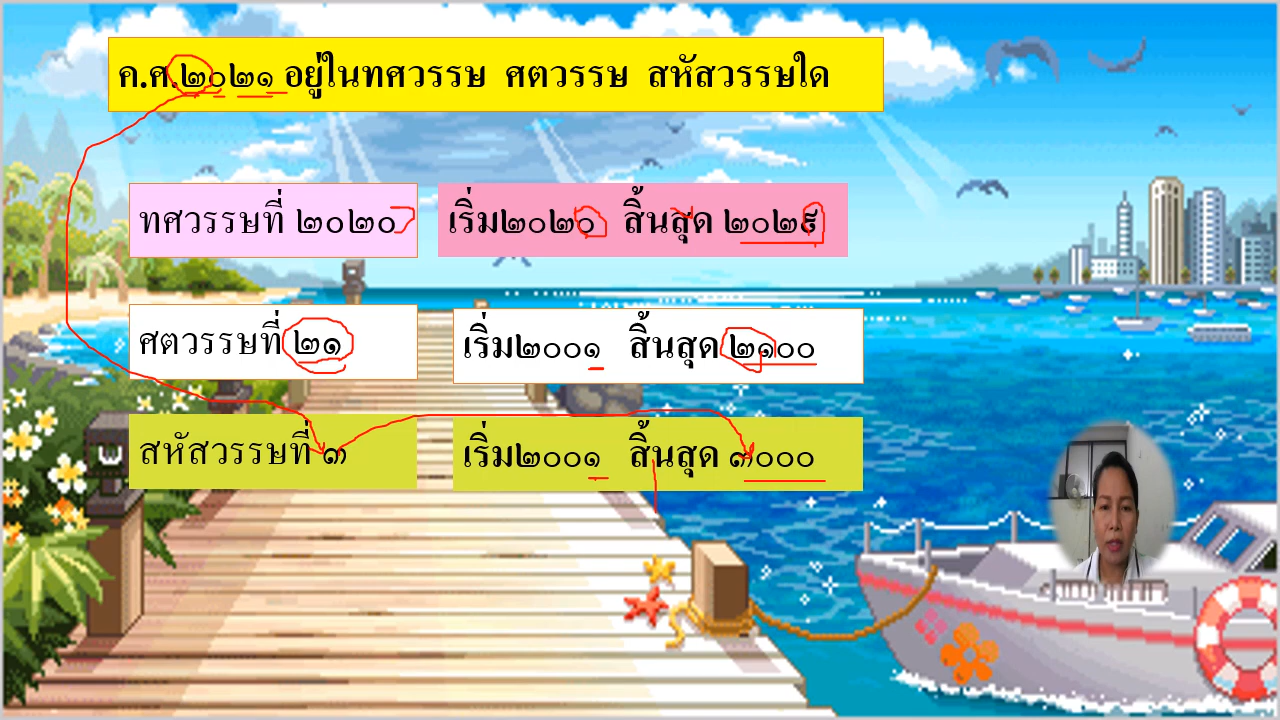 ค.ศ.๒๐๒๑ อยู่ในทศวรรษ ศตวรรษ สหัสวรรษใด
ทศวรรษที่ ๒๐๒๐ เริ่ม๒๐๒๐ สิ้นสุด ๒๐๒๙
ศตวรรษที่ ๒๑ เริ่ม๒๐๐๑ สิ้นสุด ๒๑๐๐
สหัสวรรษที่ ๓ เริ่ม๒๐๐๑ สิ้นสุด ๓๐๐๐